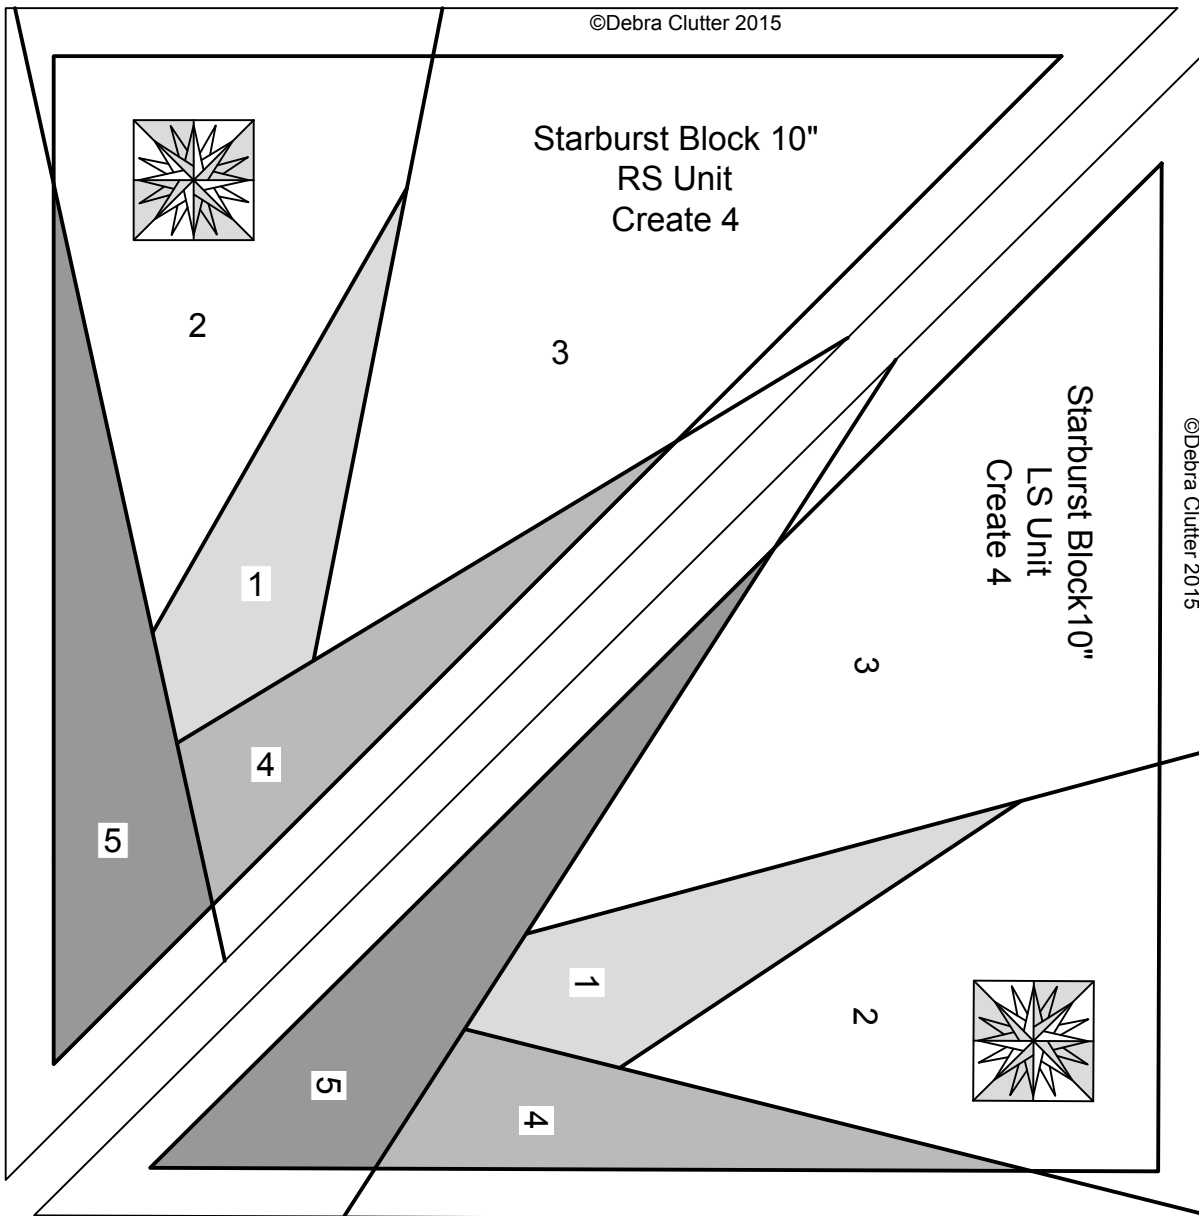 ©Debra Clutter 2015
Starburst Block 10"
RS Unit
Create 4
2
3
1
4
5
©Debra Clutter 2015
Starburst Block10"
LS Unit
Create 4
3
1
2
5
4